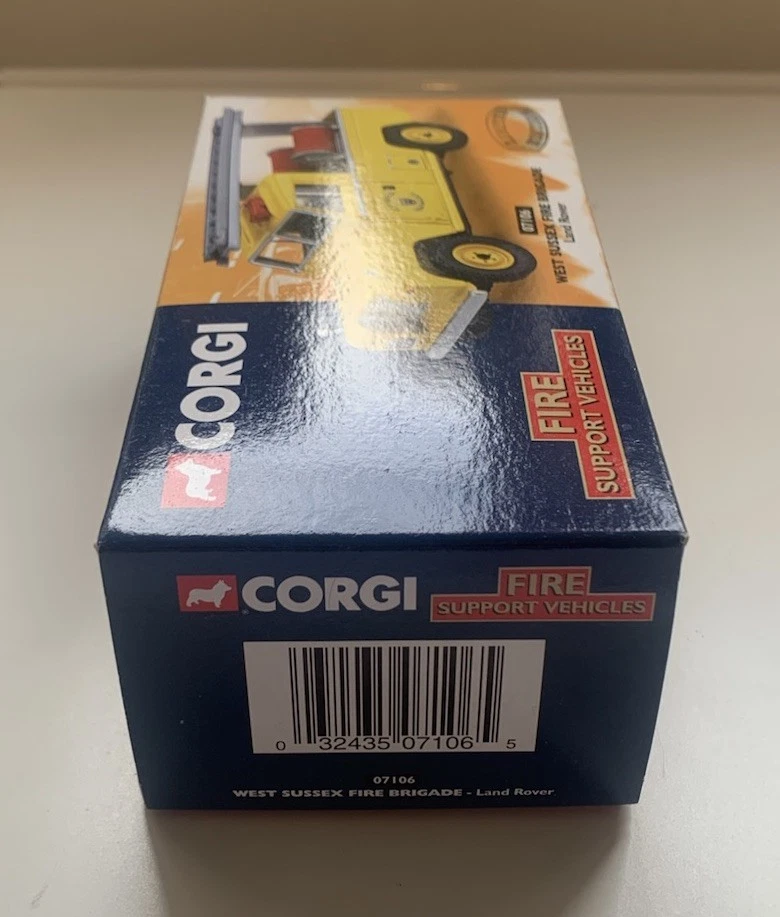 07106
WEST SUSSEX FIRE BRIGADE
Land Rover
CORGI
FIRE
SUPPORT VEHICLES
CORGI
FIRE
SUPPORT VEHICLES
0 32435 07106 5
07106
WEST SUSSEX FIRE BRIGADE - Land Rover